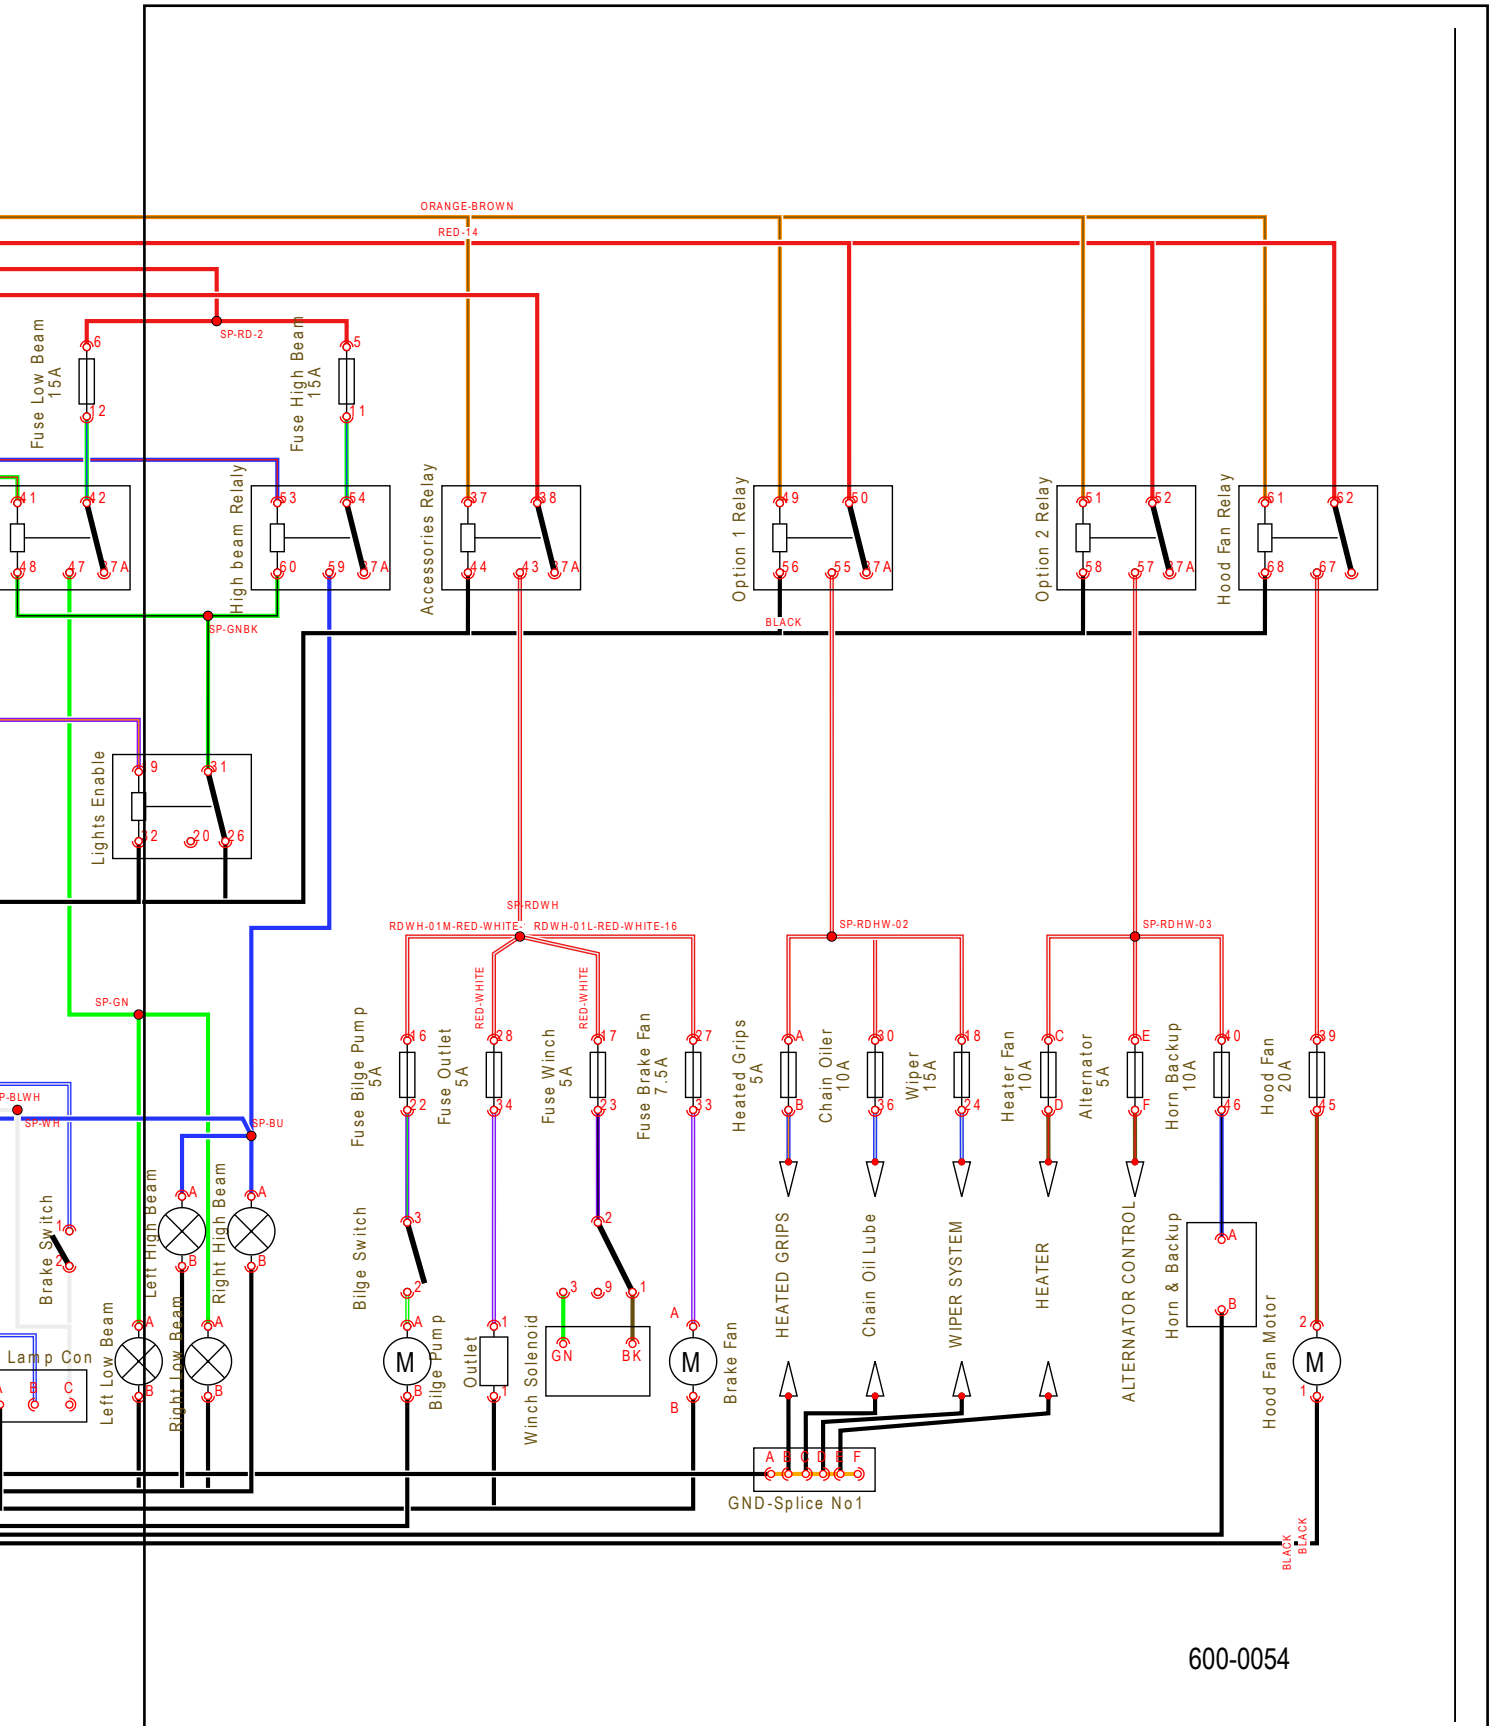 ORANGE-BROWN
RED-14
SP-RD-2
Fuse Low Beam
15A
6
12
Fuse High Beam
15A
5
11
41
42
48
47
87A
High beam Relaly
53
54
60
59
87A
Accessories Relay
37
38
44
43
87A
Option 1 Relay
49
50
56
55
87A
Option 2 Relay
51
52
58
57
87A
Hood Fan Relay
61
62
68
67
SP-GNBK
BLACK
Lights Enable
9
31
32
20
26
SP-RDWH
RDWH-01M-RED-WHITE-
RDWH-01L-RED-WHITE-16
SP-RDHW-02
SP-RDHW-03
RED-WHITE
RED-WHITE
SP-GN
Fuse Bilge Pump
5A
16
22
Fuse Outlet
5A
28
34
Fuse Winch
5A
17
23
Fuse Brake Fan
7.5A
27
33
Heated Grips
5A
A
B
Chain Oiler
10A
30
36
Wiper
15A
18
24
Heater Fan
10A
C
D
Alternator
5A
E
F
Horn Backup
10A
40
46
Hood Fan
20A
39
45
P-BLWH
SP-WH
SP-BU
Brake Switch
1
2
Left High Beam
A
B
Right High Beam
A
B
Left Low Beam
A
B
Right Low Beam
A
B
Lamp Con
A
B
C
Bilge Switch
3
2
Bilge Pump
A
M
B
Outlet
1
1
Winch Solenoid
2
3
9
1
GN
BK
Brake Fan
A
M
B
HEATED GRIPS
Chain Oil Lube
WIPER SYSTEM
HEATER
ALTERNATOR CONTROL
Horn & Backup
A
B
Hood Fan Motor
2
M
1
A
B
C
D
E
F
GND-Splice No1
BLACK
BLACK
600-0054